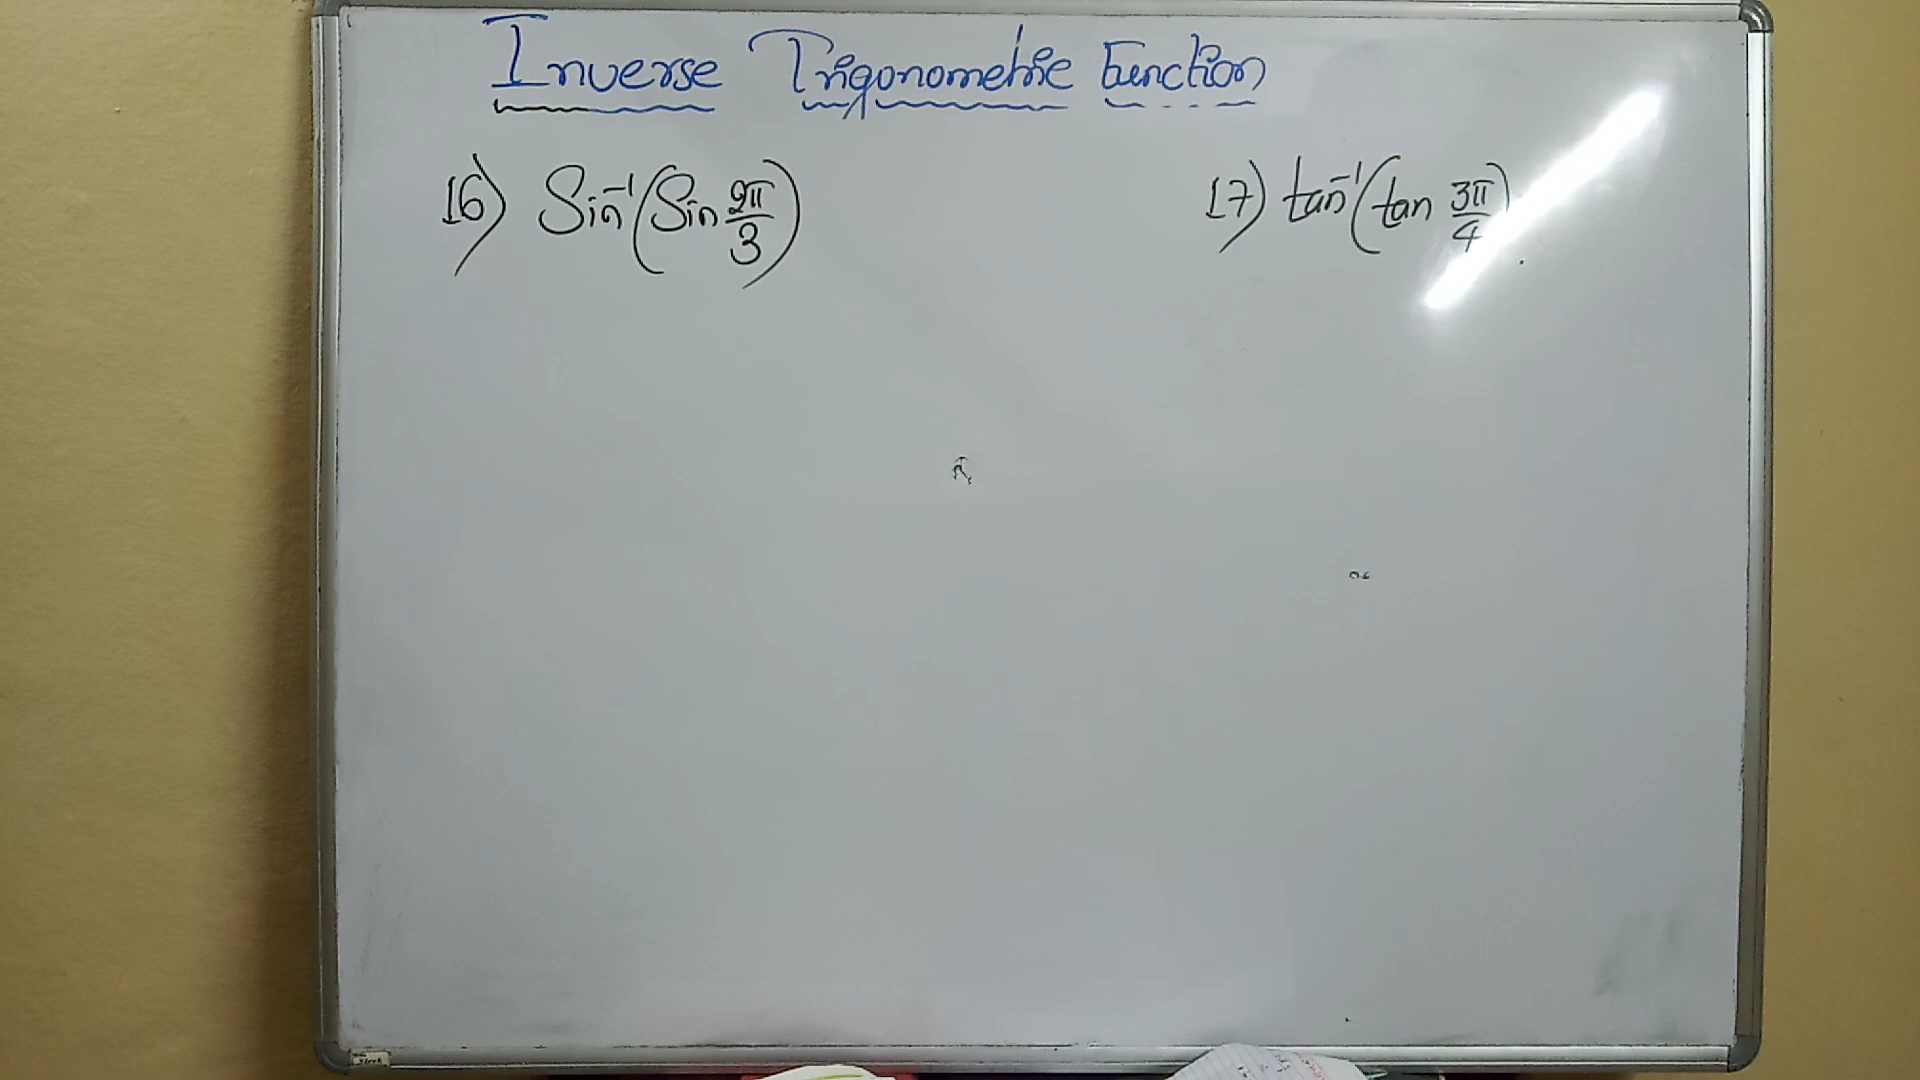 Inverse Trigonometric Function
16) Sin⁻¹(Sin 2π/3)
17) tan⁻¹(tan 3π/4)